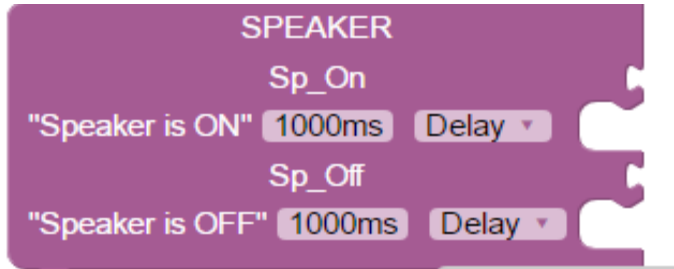 SPEAKER
Sp_On
"Speaker is ON" 1000ms Delay
Sp_Off
"Speaker is OFF" 1000ms Delay